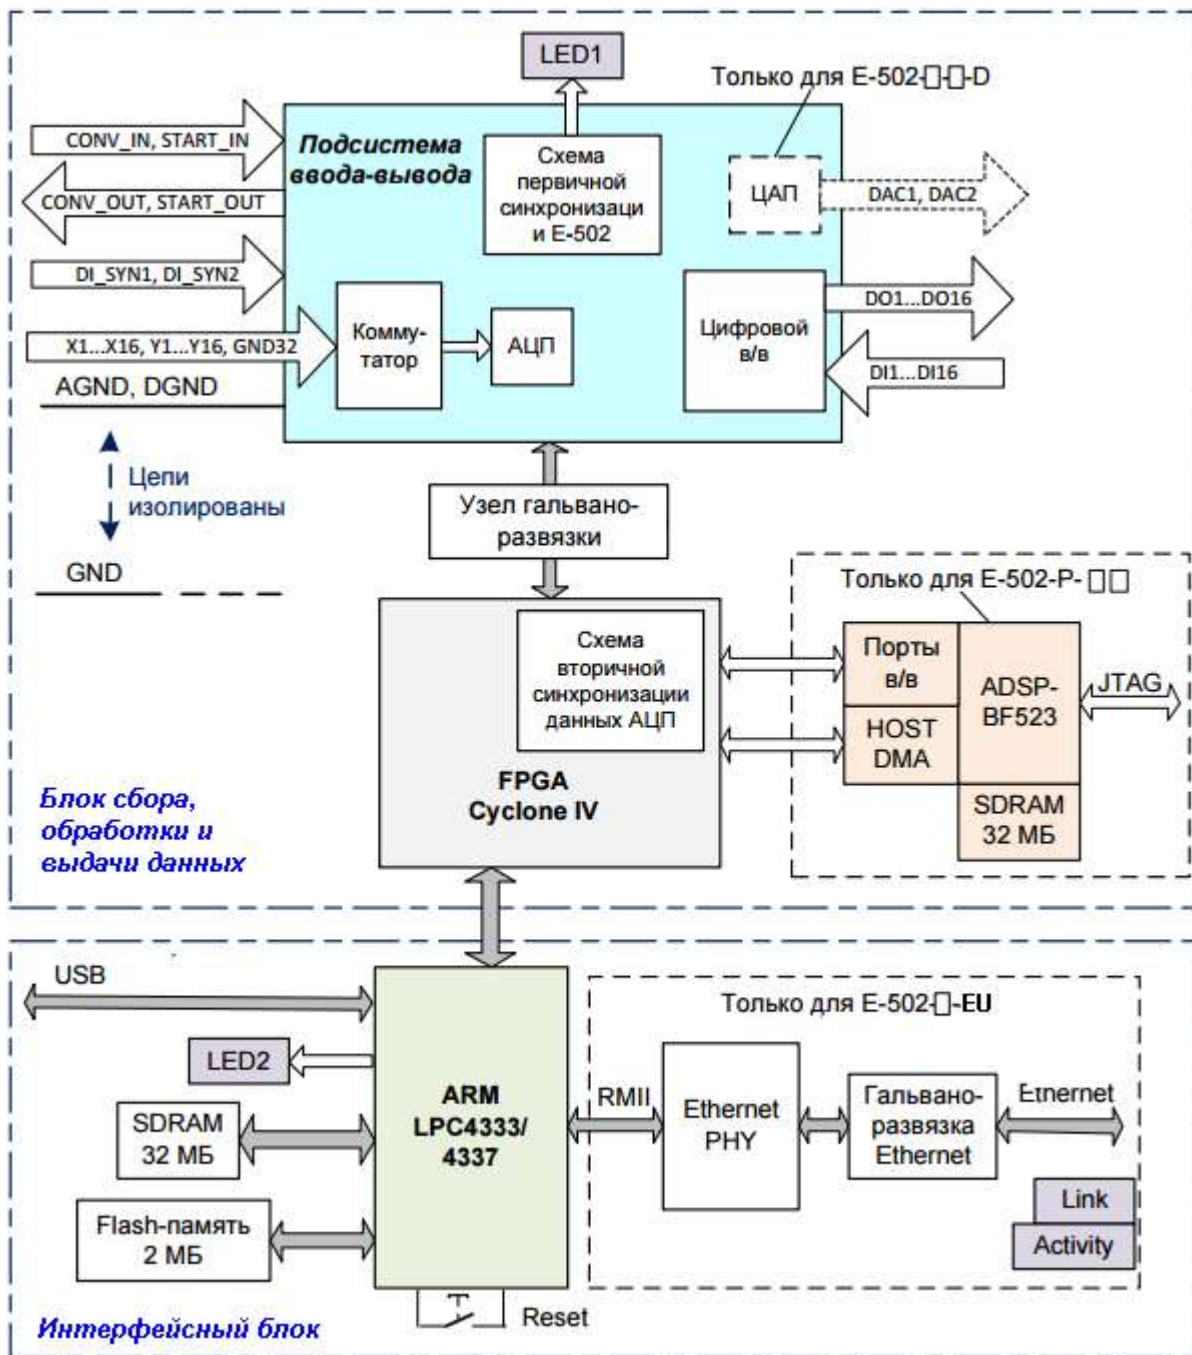 LED1
Только для E-502-□-□-D
CONV_IN, START_IN
Подсистема
ввода-вывода
Схема
первичной
синхронизаци
и E-502
ЦАП
DAC1, DAC2
CONV_OUT, START_OUT
DI_SYN1, DI_SYN2
DO1...DO16
X1...X16, Y1...Y16, GND32
Комму-
татор
АЦП
Цифровой
в/в
DI1...DI16
AGND, DGND
Цепи
изолированы
Узел гальвано-
развязки
GND
Только для E-502-P-□□
Схема
вторичной
синхронизации
данных АЦП
Порты
в/в
ADSP-
BF523
JTAG
HOST
DMA
FPGA
Cyclone IV
SDRAM
32 МБ
Блок сбора,
обработки и
выдачи данных
USB
Только для E-502-□-EU
LED2
ARM
LPC4333/
4337
RMII
Ethernet
PHY
Гальвано-
развязка
Ethernet
Ethernet
SDRAM
32 МБ
Flash-память
2 МБ
Link
Activity
Reset
Интерфейсный блок